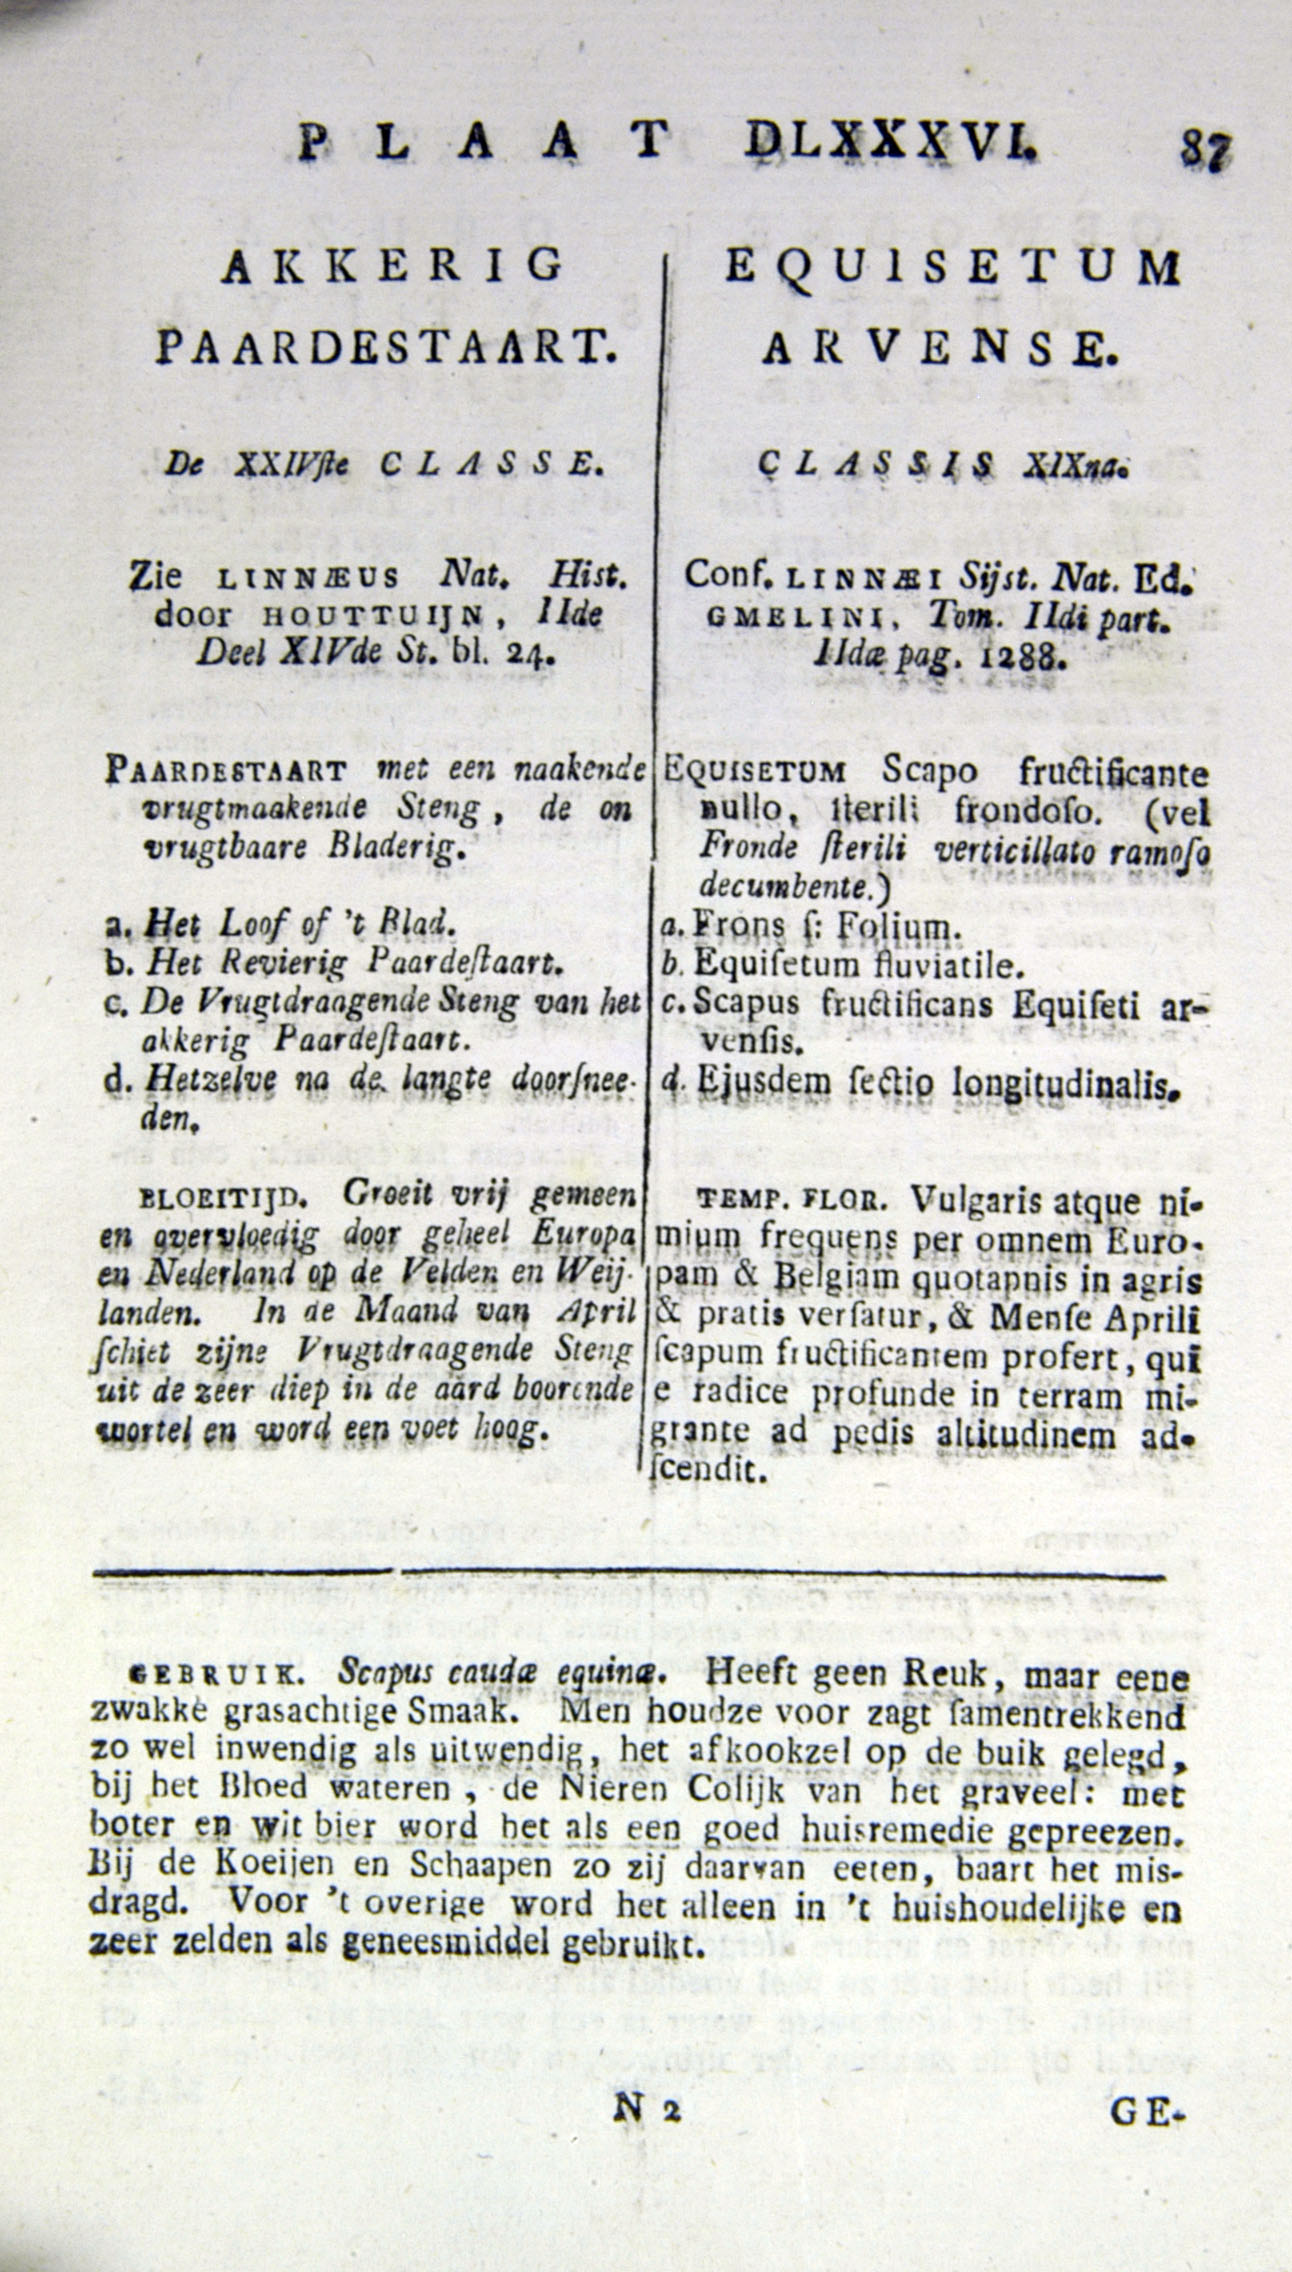 PLAAT DLXXXVI. 87
AKKERIG
PAARDESTAART.
De XXIVſte CLASSE.
Zie LINNÆUS Nat. Hist.
door HOUTTUIJN, IIde
Deel XIVde St. bl. 24.
PAARDESTAART met een naakende
vrugtmaakende Steng, de on
vrugtbaare Bladerig.
a. Het Loof of 't Blad.
b. Het Revierig Paardeſtaart.
c. De Vrugtdraagende Steng van het
akkerig Paardeſtaart.
d. Hetzelve na de langte doorſnee-
den.
BLOEITIJD. Groeit vrij gemeen
en overvloedig door geheel Europa
en Nederland op de Velden en Weij-
landen. In de Maand van April
ſchiet zijne Vrugtdraagende Steng
uit de zeer diep in de aard boorende
wortel en word een voet hoog.
EQUISETUM
ARVENSE.
CLASSIS XIXna.
Conf. LINNÆI Sijst. Nat. Ed.
GMELINI, Tom. IIdi part.
IIdæ pag. 1288.
EQUISETUM Scapo fructificante
nullo, ſterili frondoſo. (vel
Fronde ſterili verticillato ramoſo
decumbente.)
a. Frons ſ: Folium.
b. Equiſetum fluviatile.
c. Scapus fructificans Equiſeti ar-
venſis.
d. Ejusdem ſectio longitudinalis.
TEMP. FLOR. Vulgaris atque ni-
mium frequens per omnem Euro-
pam & Belgiam quotannis in agris
& pratis verſatur, & Menſe Aprili
ſcapum fructificantem profert, qui
e radice profunde in terram mi-
grante ad pedis altitudinem ad-
ſcendit.
GEBRUIK. Scapus caudæ equinæ. Heeft geen Reuk, maar eene
zwakke grasachtige Smaak. Men houdze voor zagt ſamentrekkend
zo wel inwendig als uitwendig, het afkookzel op de buik gelegd,
bij het Bloed wateren, de Nieren Colijk van het graveel: met
boter en wit bier word het als een goed huisremedie gepreezen.
Bij de Koeijen en Schaapen zo zij daarvan eeten, baart het mis-
dragd. Voor 't overige word het alleen in 't huishoudelijke en
zeer zelden als geneesmiddel gebruikt.
N 2 GE-